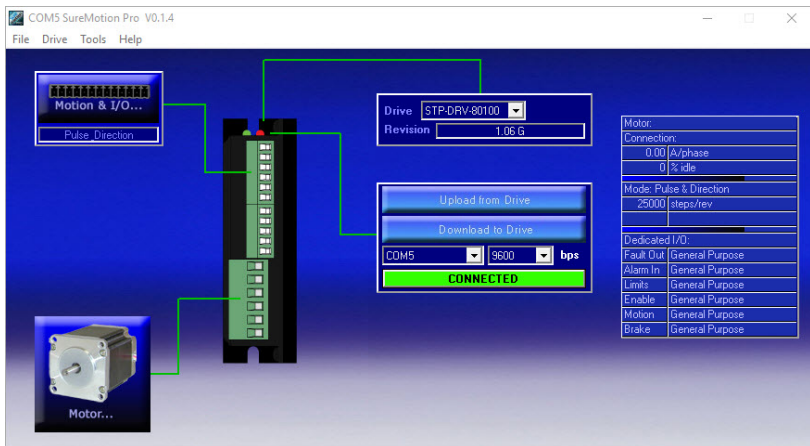 COM5 SureMotion Pro V0.1.4
File Drive Tools Help
Motion & I/O...
Pulse_Direction
Drive STP-DRV-80100
Revision 1.06 G
Upload from Drive
Download to Drive
COM5 9600 bps
CONNECTED
Motor...
Motor:
Connection:
0.00 A/phase
0 % idle
Mode: Pulse & Direction
25000 steps/rev
Dedicated I/O:
Fault Out General Purpose
Alarm In General Purpose
Limits General Purpose
Enable General Purpose
Motion General Purpose
Brake General Purpose